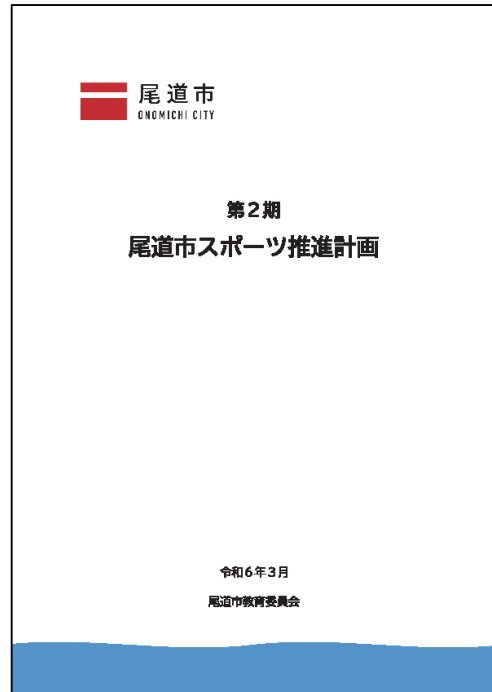 尾道市
ONOMICHI CITY
第2期
尾道市スポーツ推進計画
令和6年3月
尾道市教育委員会